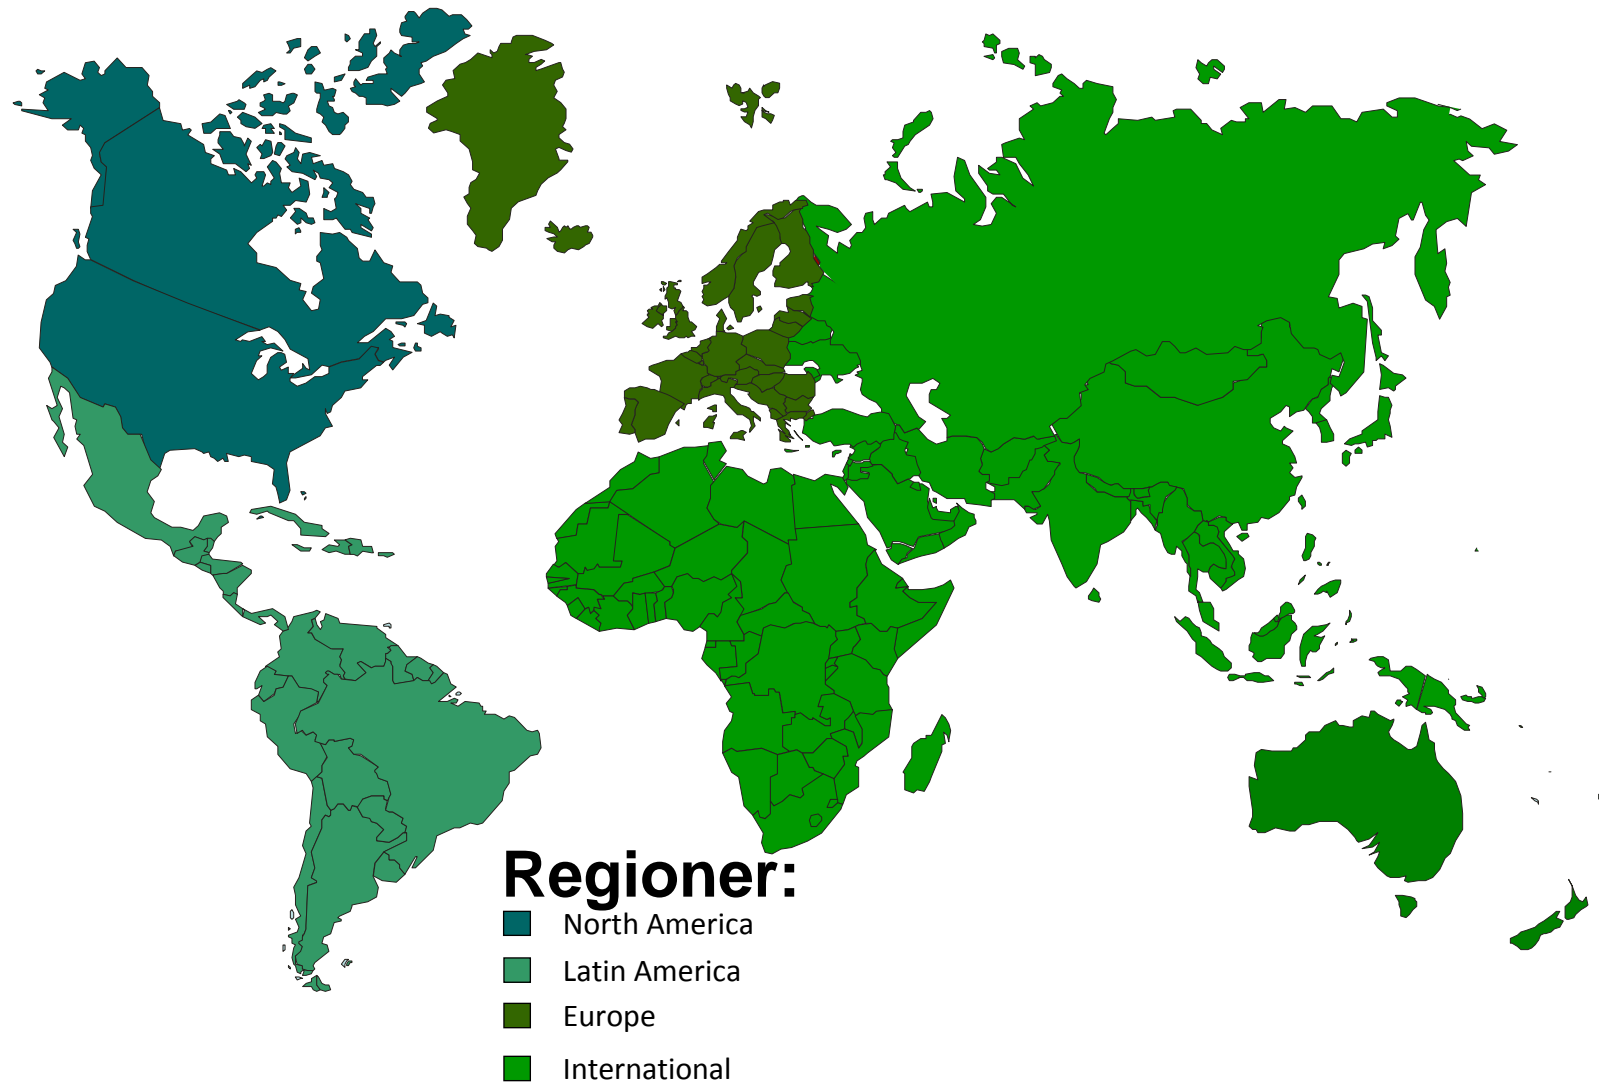 Regioner:
North America
Latin America
Europe
International